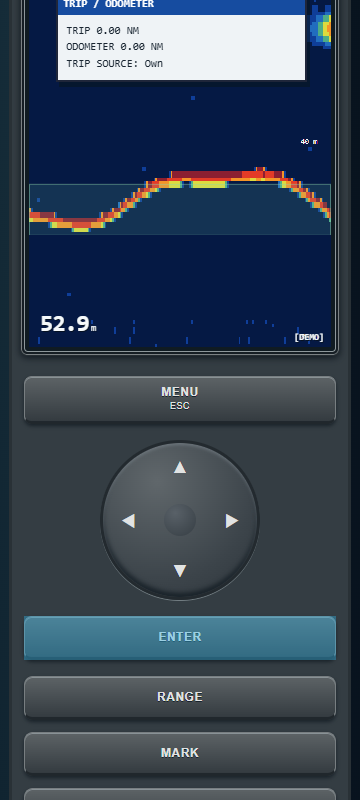 TRIP / ODOMETER
TRIP 0.00 NM
ODOMETER 0.00 NM
TRIP SOURCE: Own
40 m
52.9m
[DEMO]
MENU
ESC
ENTER
RANGE
MARK